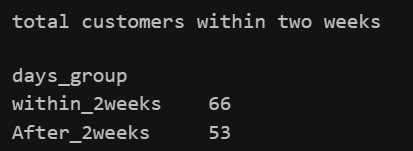 total customers within two weeks
days_group
within_2weeks    66
After_2weeks     53